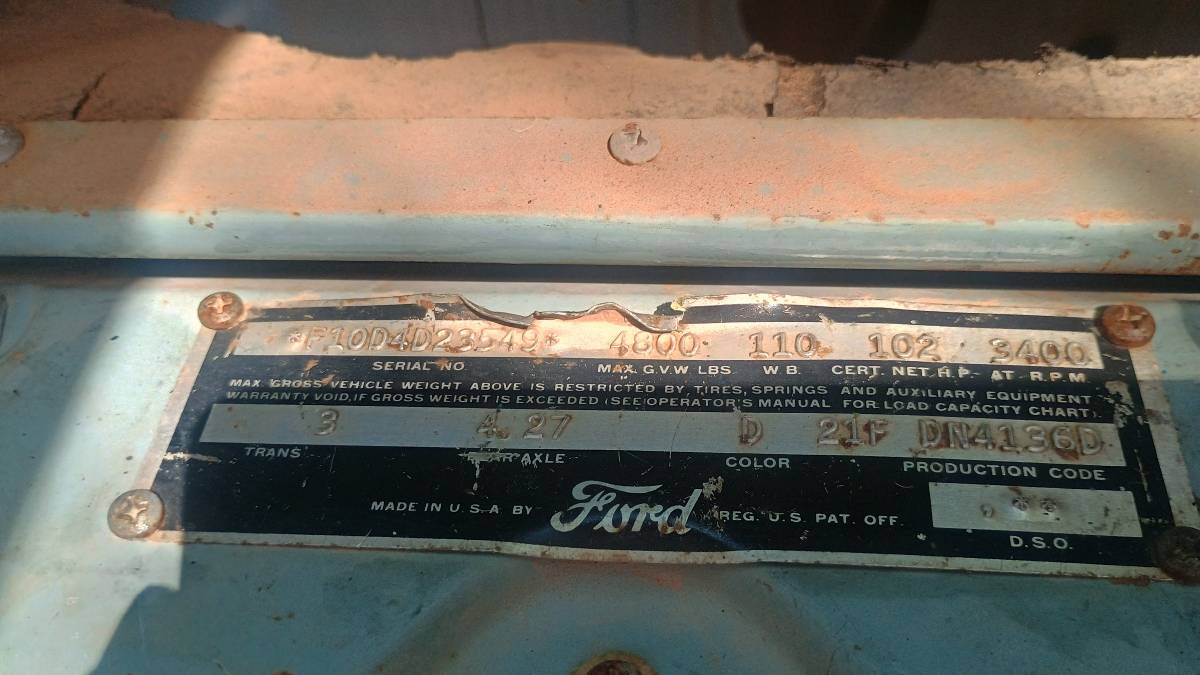 *F10D4D23549* 4800 110 102 3400
SERIAL NO. MAX. G.V.W LBS W B. CERT. NET. H.P. AT R.P.M
MAX GROSS VEHICLE WEIGHT ABOVE IS RESTRICTED BY TIRES, SPRINGS AND AUXILIARY EQUIPMENT
WARRANTY VOID, IF GROSS WEIGHT IS EXCEEDED (SEE OPERATOR'S MANUAL FOR LOAD CAPACITY CHART).
3 4.27 D 21F DN4136D
TRANS REAR AXLE COLOR PRODUCTION CODE
MADE IN U.S.A BY Ford REG. U.S. PAT. OFF.
**
D.S.O.